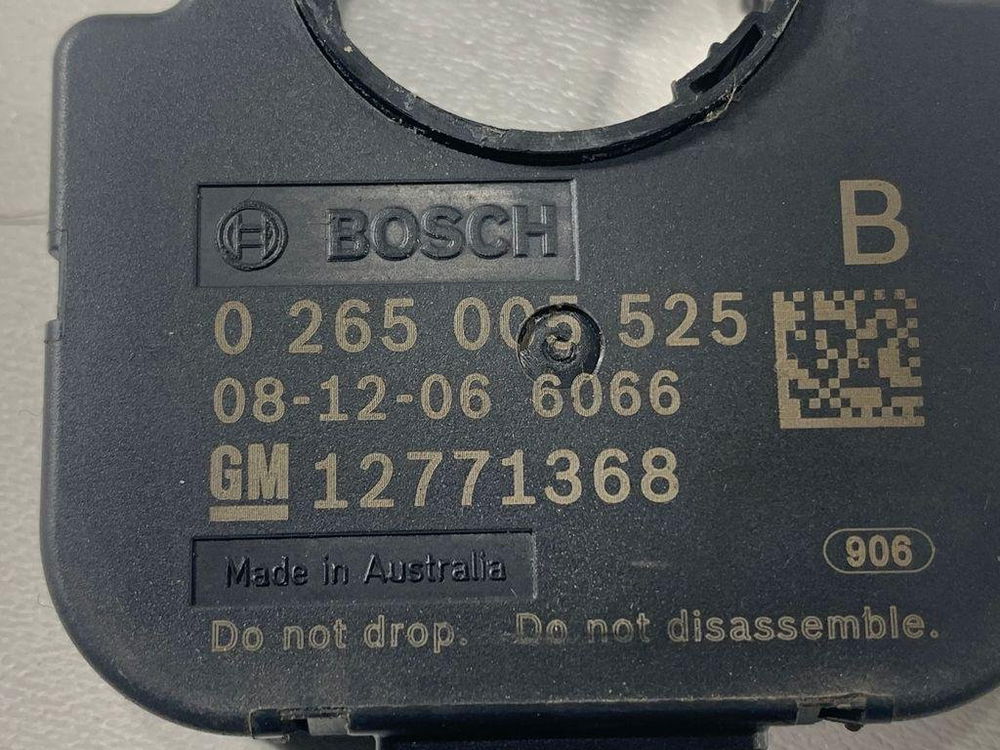 B
BOSCH
0 265 005 525
08-12-06 6066
GM 12771368
Made in Australia
906
Do not drop. Do not disassemble.